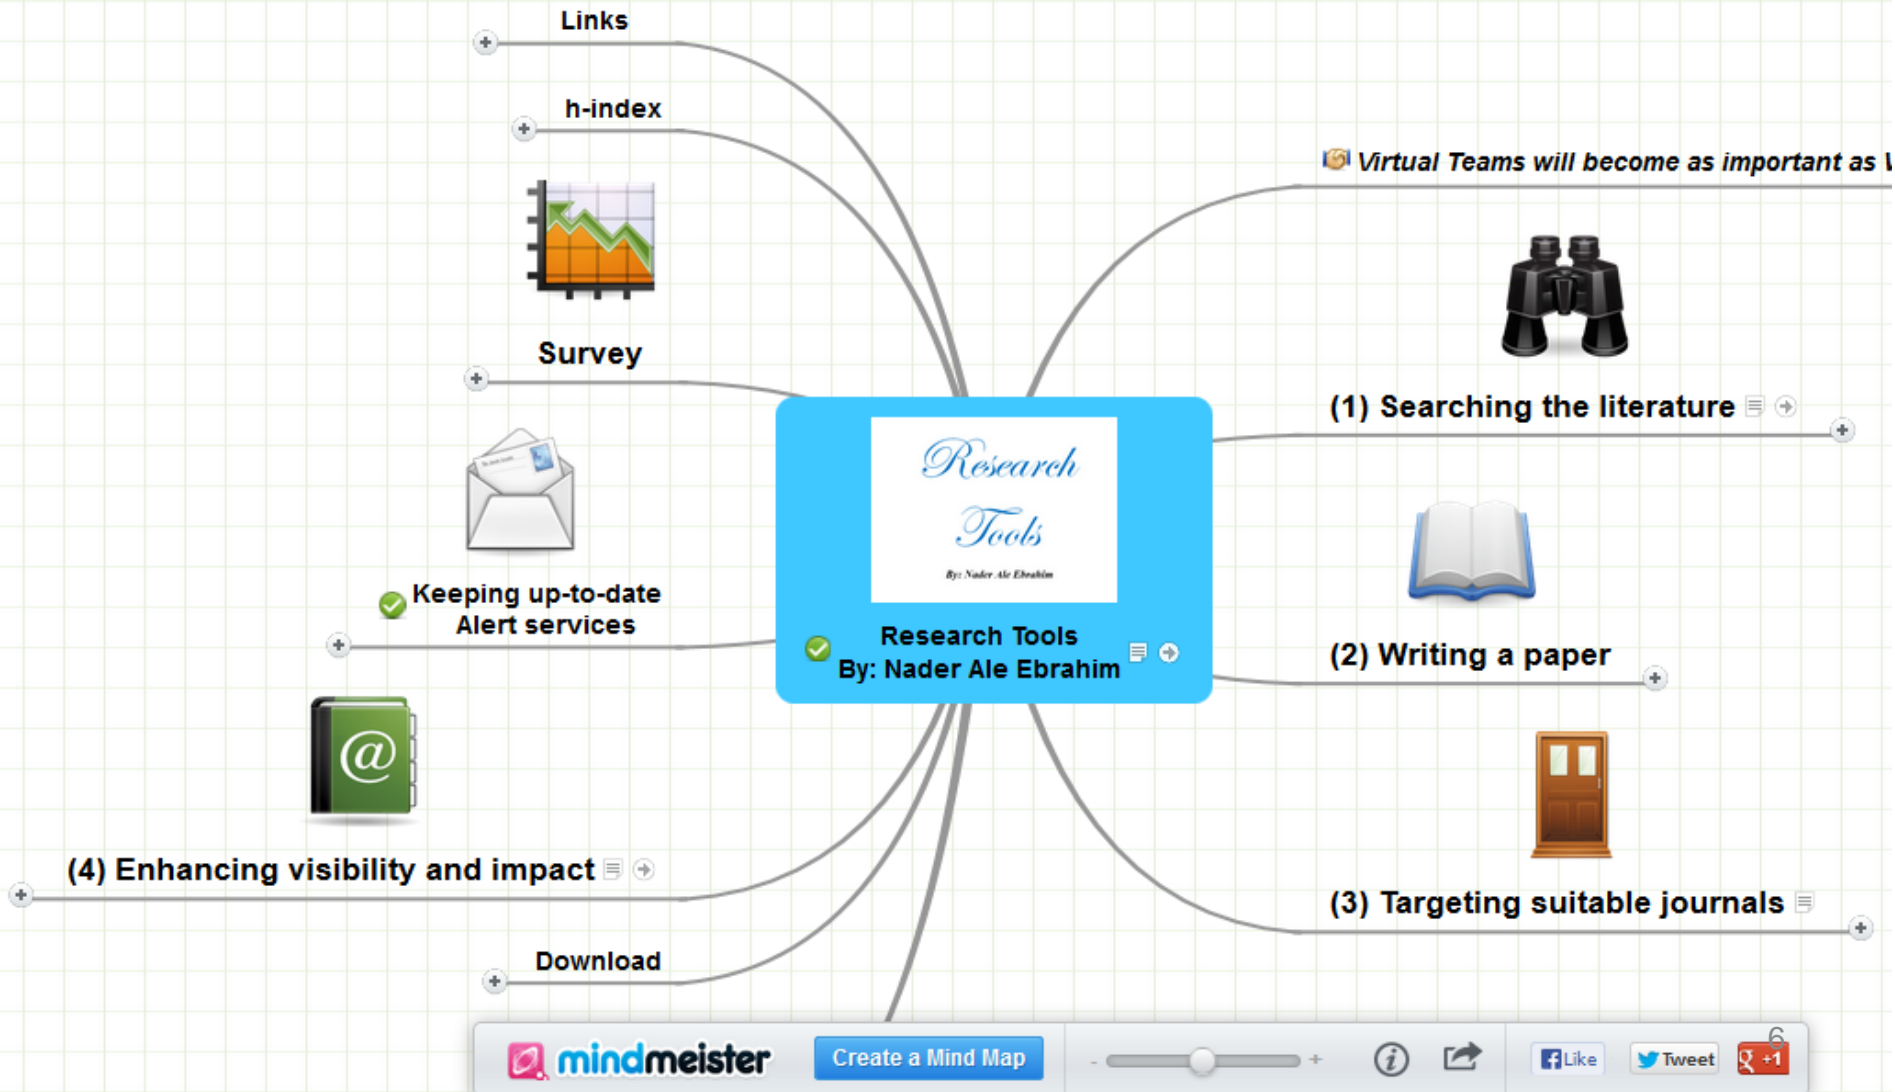 Links
h-index
Survey
Keeping up-to-date
Alert services
(4) Enhancing visibility and impact
Download
Research
Tools
By: Nader Ale Ebrahim
Research Tools
By: Nader Ale Ebrahim
Virtual Teams will become as important as
(1) Searching the literature
@
(2) Writing a paper
(3) Targeting suitable journals
mindmeister
Create a Mind Map
- +
i
Like
Tweet
g +1
6